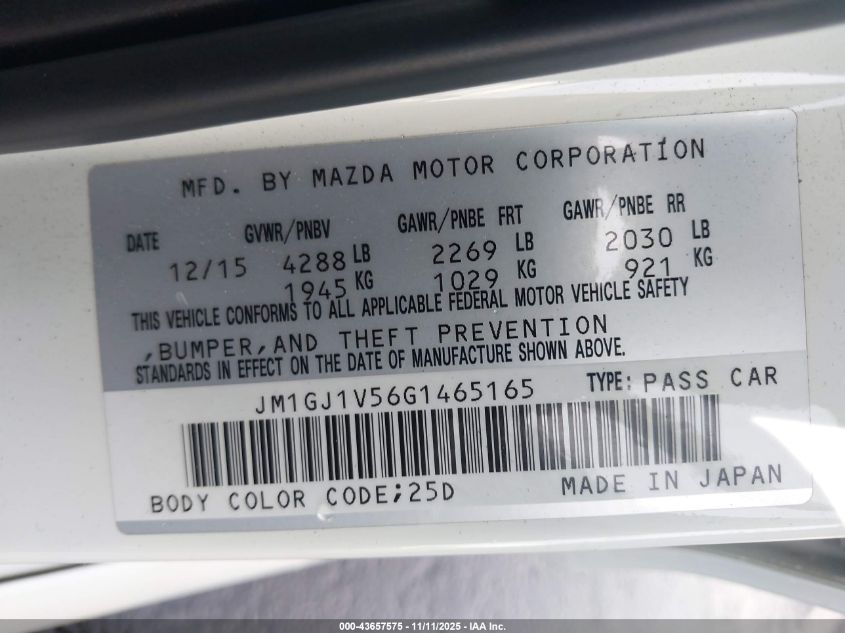 MFD. BY MAZDA MOTOR CORPORATION
DATE GVWR/PNBV GAWR/PNBE FRT GAWR/PNBE RR
12/15 4288 LB 2269 LB 2030 LB
1945 KG 1029 KG 921 KG
THIS VEHICLE CONFORMS TO ALL APPLICABLE FEDERAL MOTOR VEHICLE SAFETY
,BUMPER,AND THEFT PREVENTION
STANDARDS IN EFFECT ON THE DATE OF MANUFACTURE SHOWN ABOVE.
JM1GJ1V56G1465165 TYPE: PASS CAR
BODY COLOR CODE;25D MADE IN JAPAN
000-43657575 - 11/11/2025 - IAA Inc.